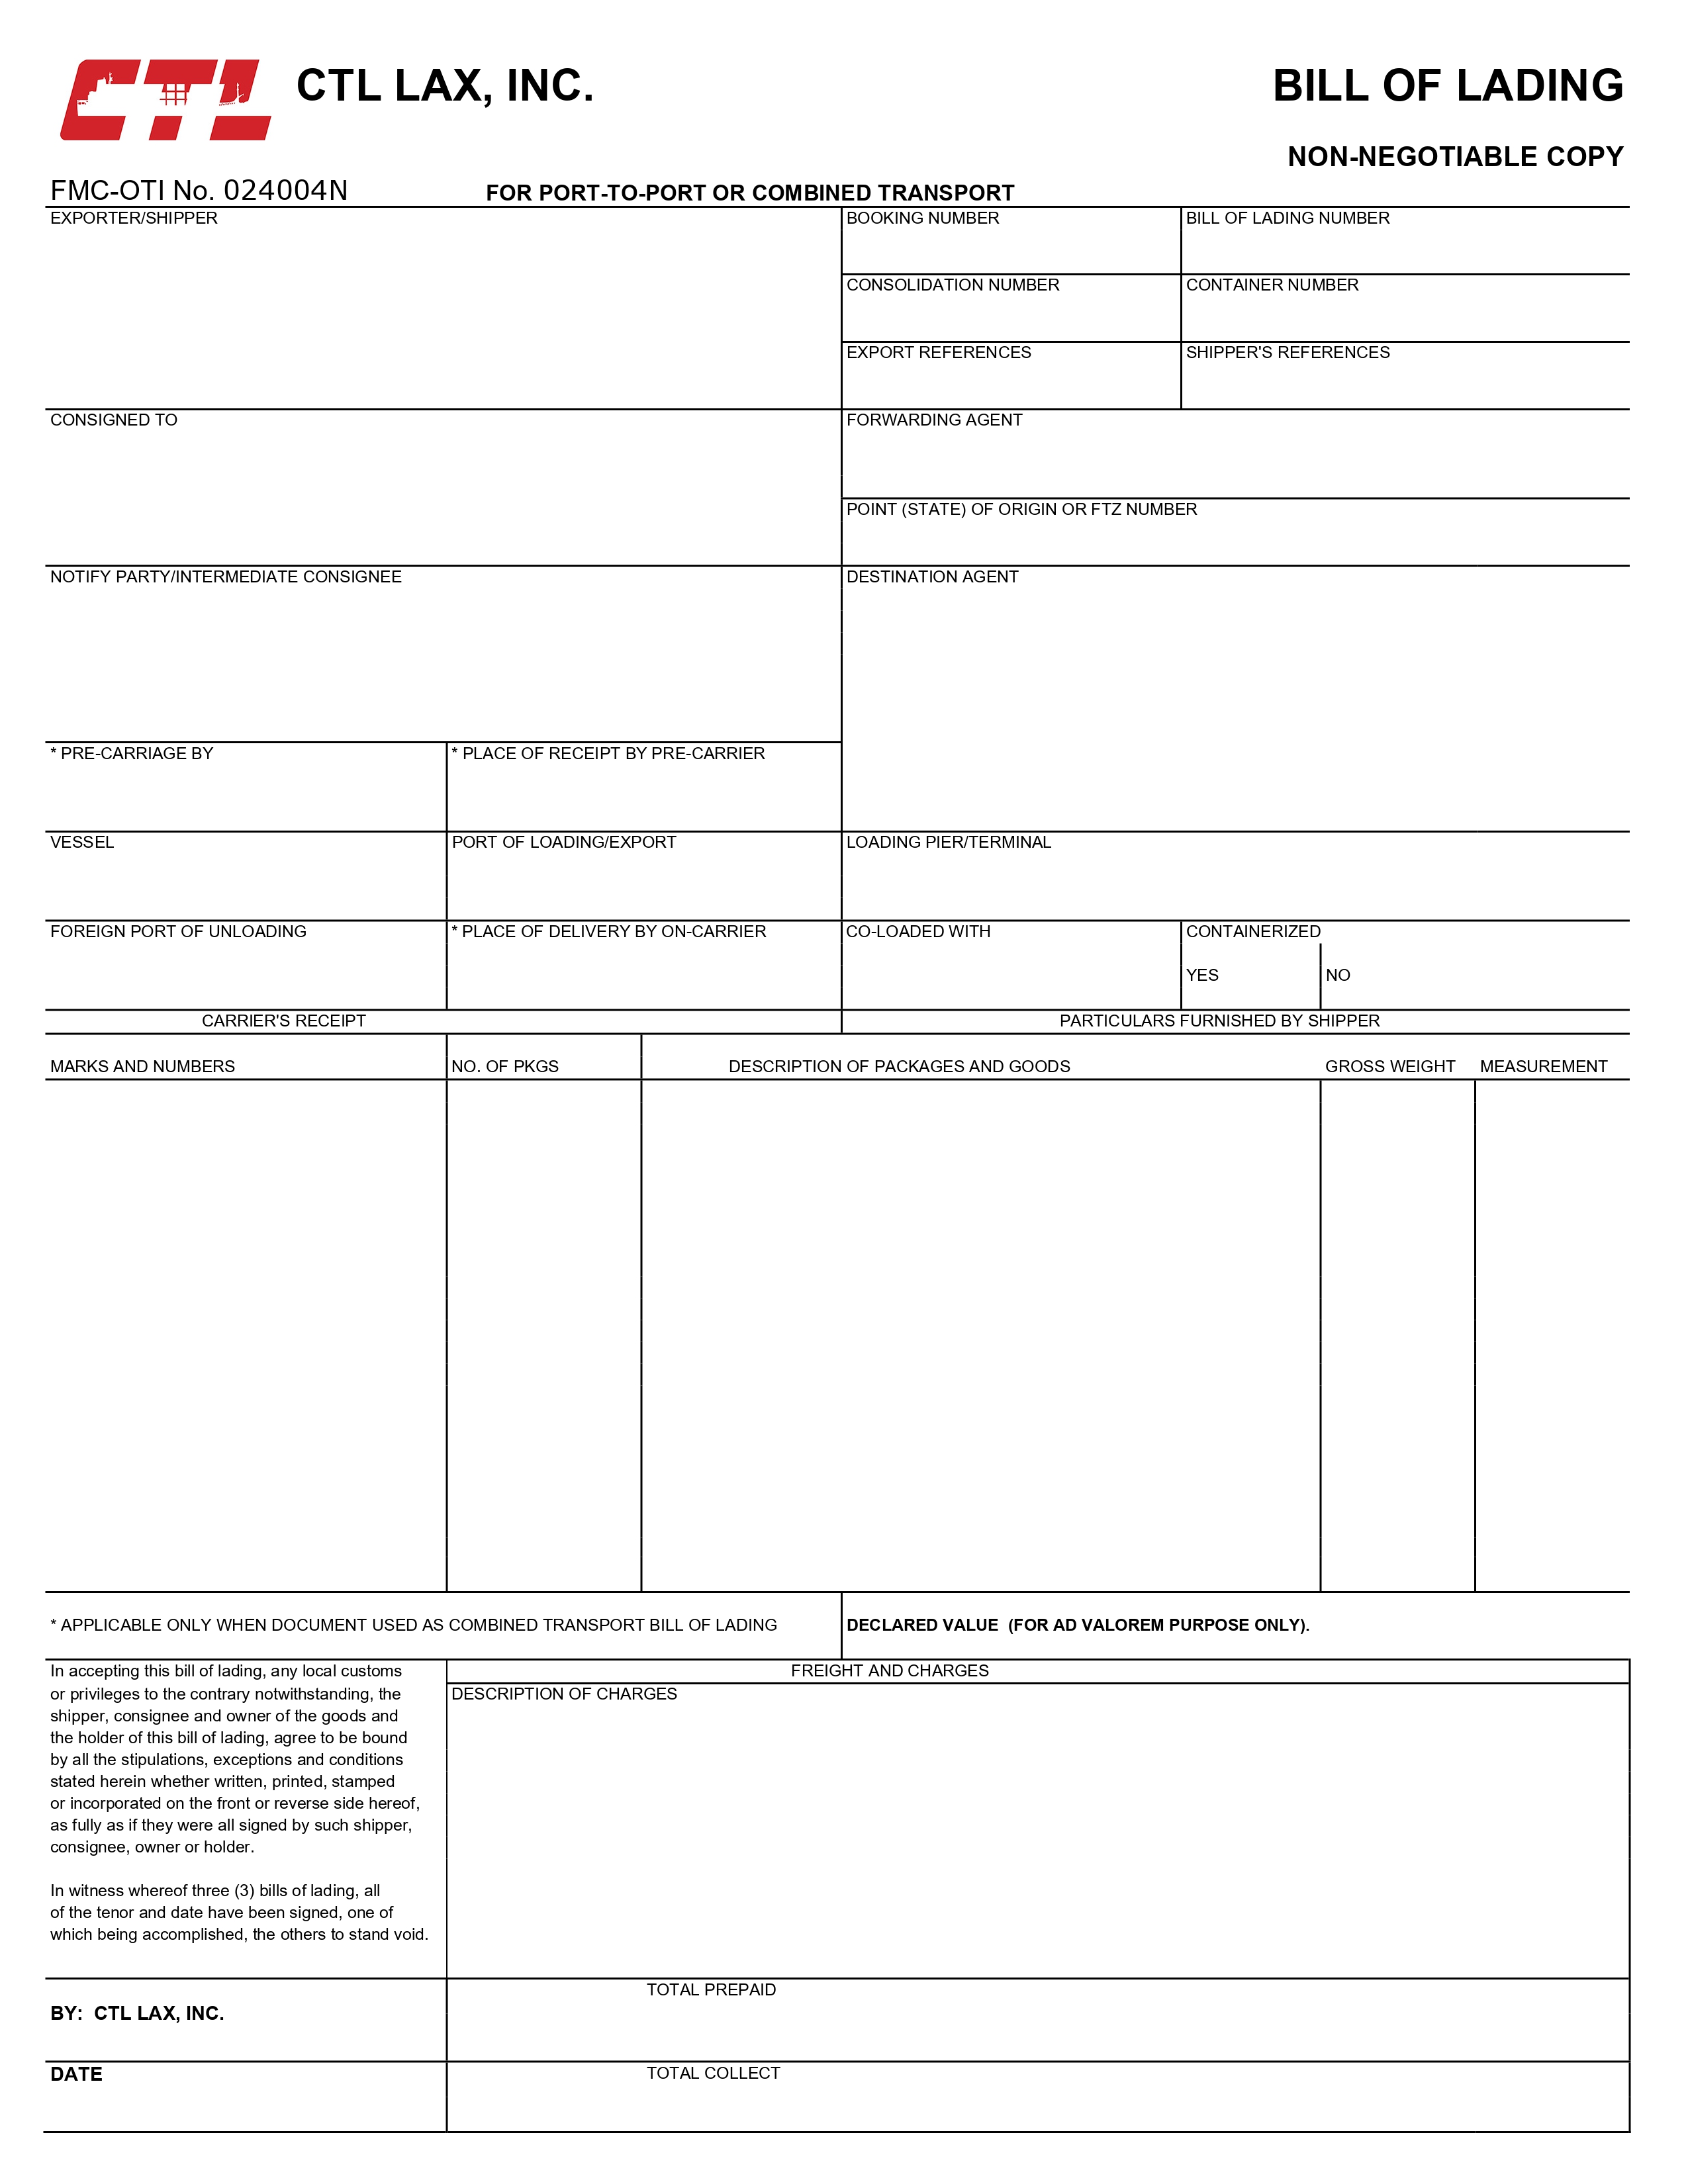 CTL CTL LAX, INC.
BILL OF LADING
NON-NEGOTIABLE COPY
FMC-OTI No. 024004N
FOR PORT-TO-PORT OR COMBINED TRANSPORT
EXPORTER/SHIPPER
BOOKING NUMBER
BILL OF LADING NUMBER
CONSOLIDATION NUMBER
CONTAINER NUMBER
EXPORT REFERENCES
SHIPPER'S REFERENCES
CONSIGNED TO
FORWARDING AGENT
POINT (STATE) OF ORIGIN OR FTZ NUMBER
NOTIFY PARTY/INTERMEDIATE CONSIGNEE
DESTINATION AGENT
* PRE-CARRIAGE BY
* PLACE OF RECEIPT BY PRE-CARRIER
VESSEL
PORT OF LOADING/EXPORT
LOADING PIER/TERMINAL
FOREIGN PORT OF UNLOADING
* PLACE OF DELIVERY BY ON-CARRIER
CO-LOADED WITH
CONTAINERIZED
YES
NO
CARRIER'S RECEIPT
PARTICULARS FURNISHED BY SHIPPER
MARKS AND NUMBERS
NO. OF PKGS
DESCRIPTION OF PACKAGES AND GOODS
GROSS WEIGHT
MEASUREMENT
* APPLICABLE ONLY WHEN DOCUMENT USED AS COMBINED TRANSPORT BILL OF LADING
DECLARED VALUE (FOR AD VALOREM PURPOSE ONLY).
In accepting this bill of lading, any local customs
or privileges to the contrary notwithstanding, the
shipper, consignee and owner of the goods and
the holder of this bill of lading, agree to be bound
by all the stipulations, exceptions and conditions
stated herein whether written, printed, stamped
or incorporated on the front or reverse side hereof,
as fully as if they were all signed by such shipper,
consignee, owner or holder.
In witness whereof three (3) bills of lading, all
of the tenor and date have been signed, one of
which being accomplished, the others to stand void.
FREIGHT AND CHARGES
DESCRIPTION OF CHARGES
BY: CTL LAX, INC.
TOTAL PREPAID
DATE
TOTAL COLLECT